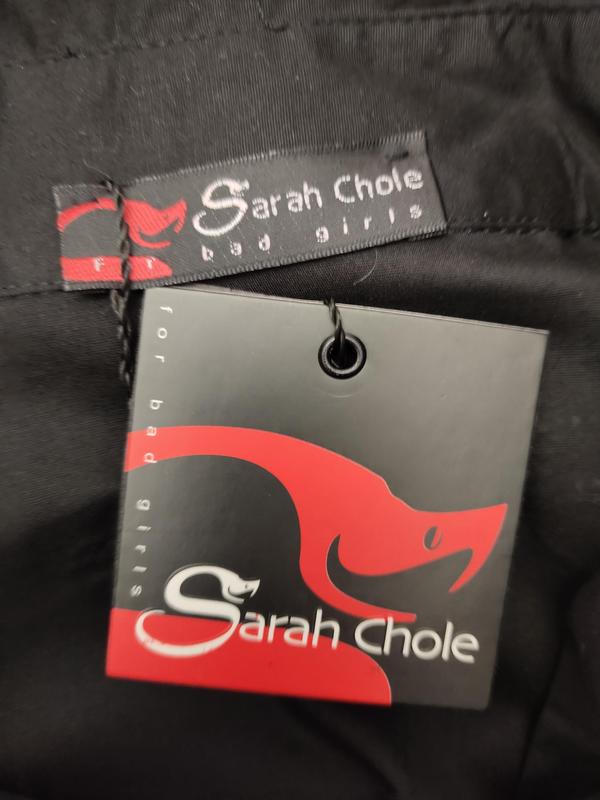 Sarah Chole
F r bad girls
for bad girls
Sarah Chole